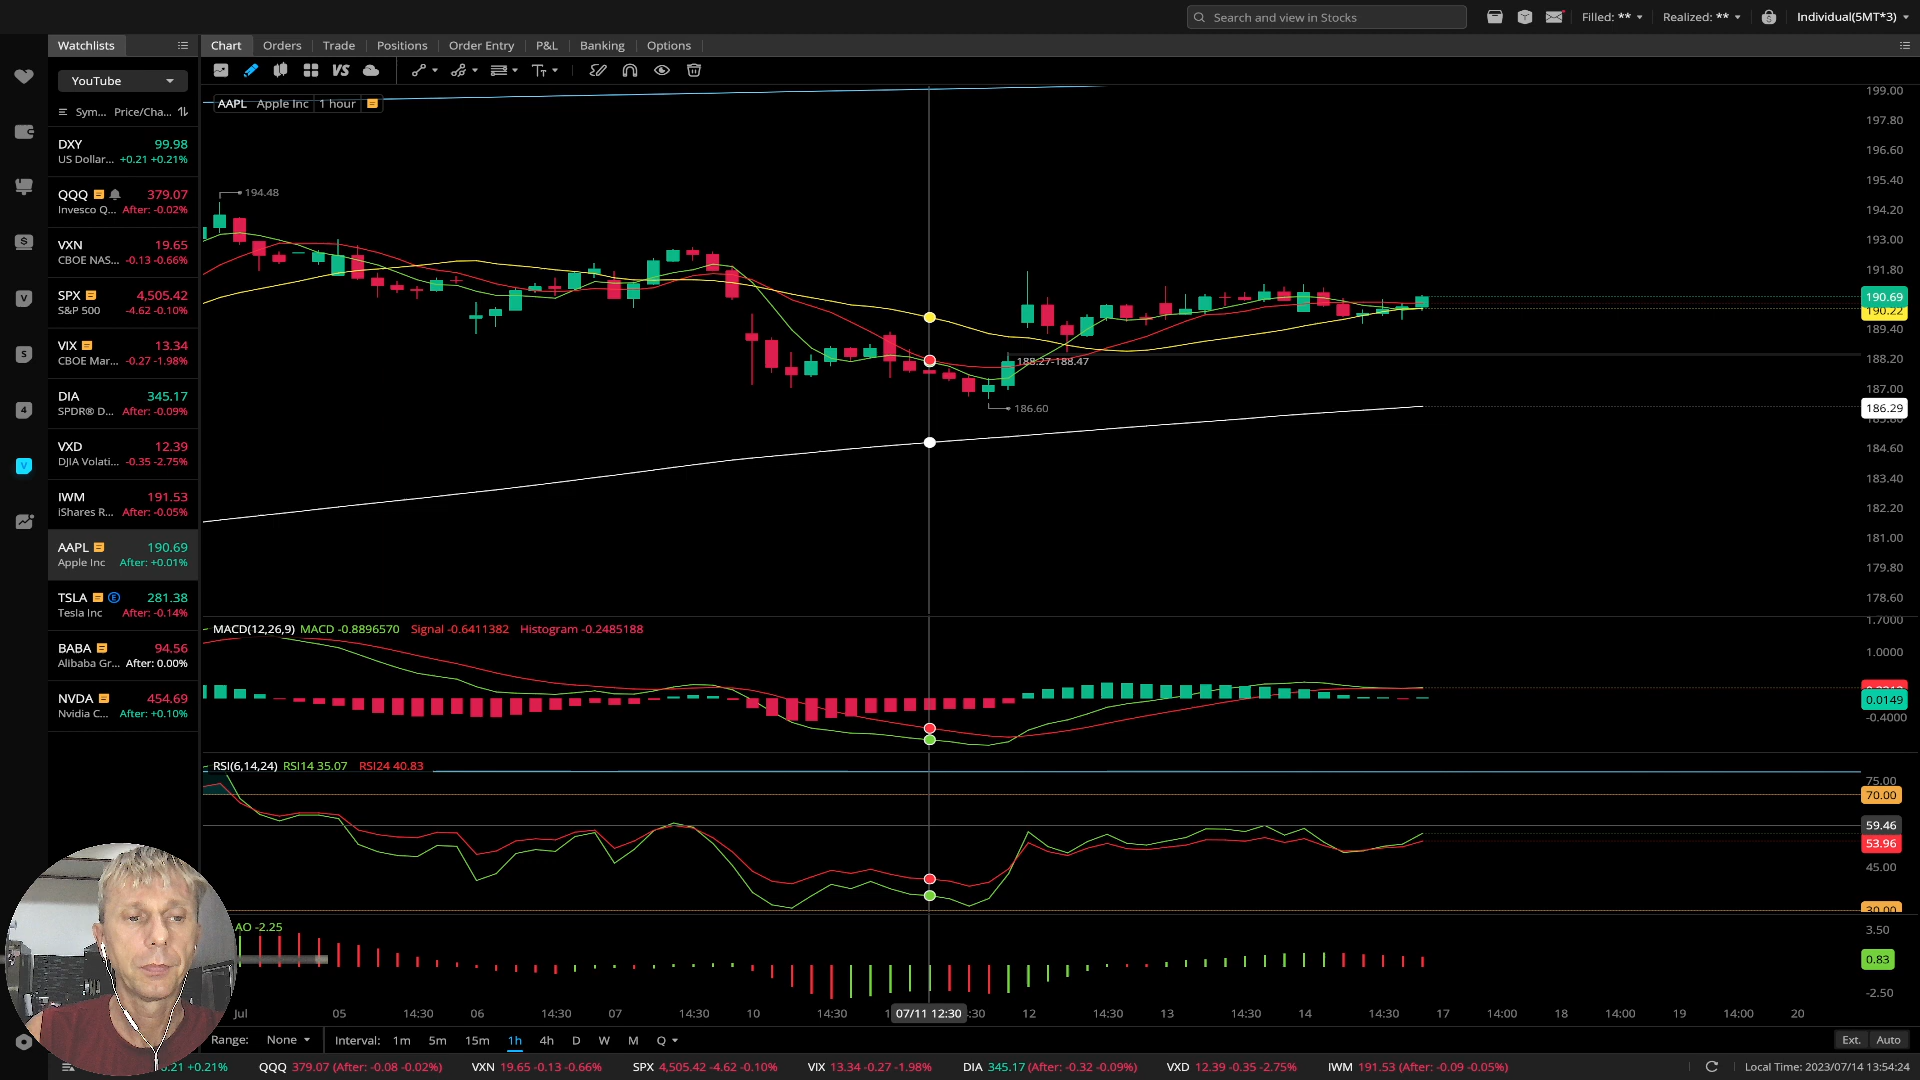 Search and view in Stocks
Filled: **
Realized: **
Individual(5MT*3)
Watchlists
Chart
Orders
Trade
Positions
Order Entry
P&L
Banking
Options
YouTube
VS
Sym... Price/Cha...
DXY 99.98
US Dollar... +0.21 +0.21%
QQQ 379.07
Invesco Q... After: -0.02%
VXN 19.65
CBOE NAS... -0.13 -0.66%
SPX 4,505.42
S&P 500 -4.62 -0.10%
VIX 13.34
CBOE Mar... -0.27 -1.98%
DIA 345.17
SPDR® D... After: -0.09%
VXD 12.39
DJIA Volati... -0.35 -2.75%
IWM 191.53
iShares R... After: -0.05%
AAPL 190.69
Apple Inc After: +0.01%
TSLA E 281.38
Tesla Inc After: -0.14%
BABA 94.56
Alibaba Gr... After: 0.00%
NVDA 454.69
Nvidia C... After: +0.10%
AAPL Apple Inc 1 hour
194.48
188.27-188.47
186.60
199.00
197.80
196.60
195.40
194.20
193.00
191.80
190.69
190.22
189.40
188.20
187.00
186.29
184.60
183.40
182.20
181.00
179.80
178.60
MACD(12,26,9) MACD -0.8896570 Signal -0.6411382 Histogram -0.2485188
1.7000
1.0000
0.0149
-0.4000
RSI(6,14,24) RSI14 35.07 RSI24 40.83
75.00
70.00
59.46
53.96
45.00
30.00
AO -2.25
3.50
0.83
-2.50
Jul 05 14:30 06 14:30 07 14:30 10 14:30 07/11 12:30 :30 12 14:30 13 14:30 14 14:30 17 14:00 18 14:00 19 14:00 20
Range: None Interval: 1m 5m 15m 1h 4h D W M Q
Ext. Auto
0.21 +0.21% QQQ 379.07 (After: -0.08 -0.02%) VXN 19.65 -0.13 -0.66% SPX 4,505.42 -4.62 -0.10% VIX 13.34 -0.27 -1.98% DIA 345.17 (After: -0.32 -0.09%) VXD 12.39 -0.35 -2.75% IWM 191.53 (After: -0.09 -0.05%)
Local Time: 2023/07/14 13:54:24